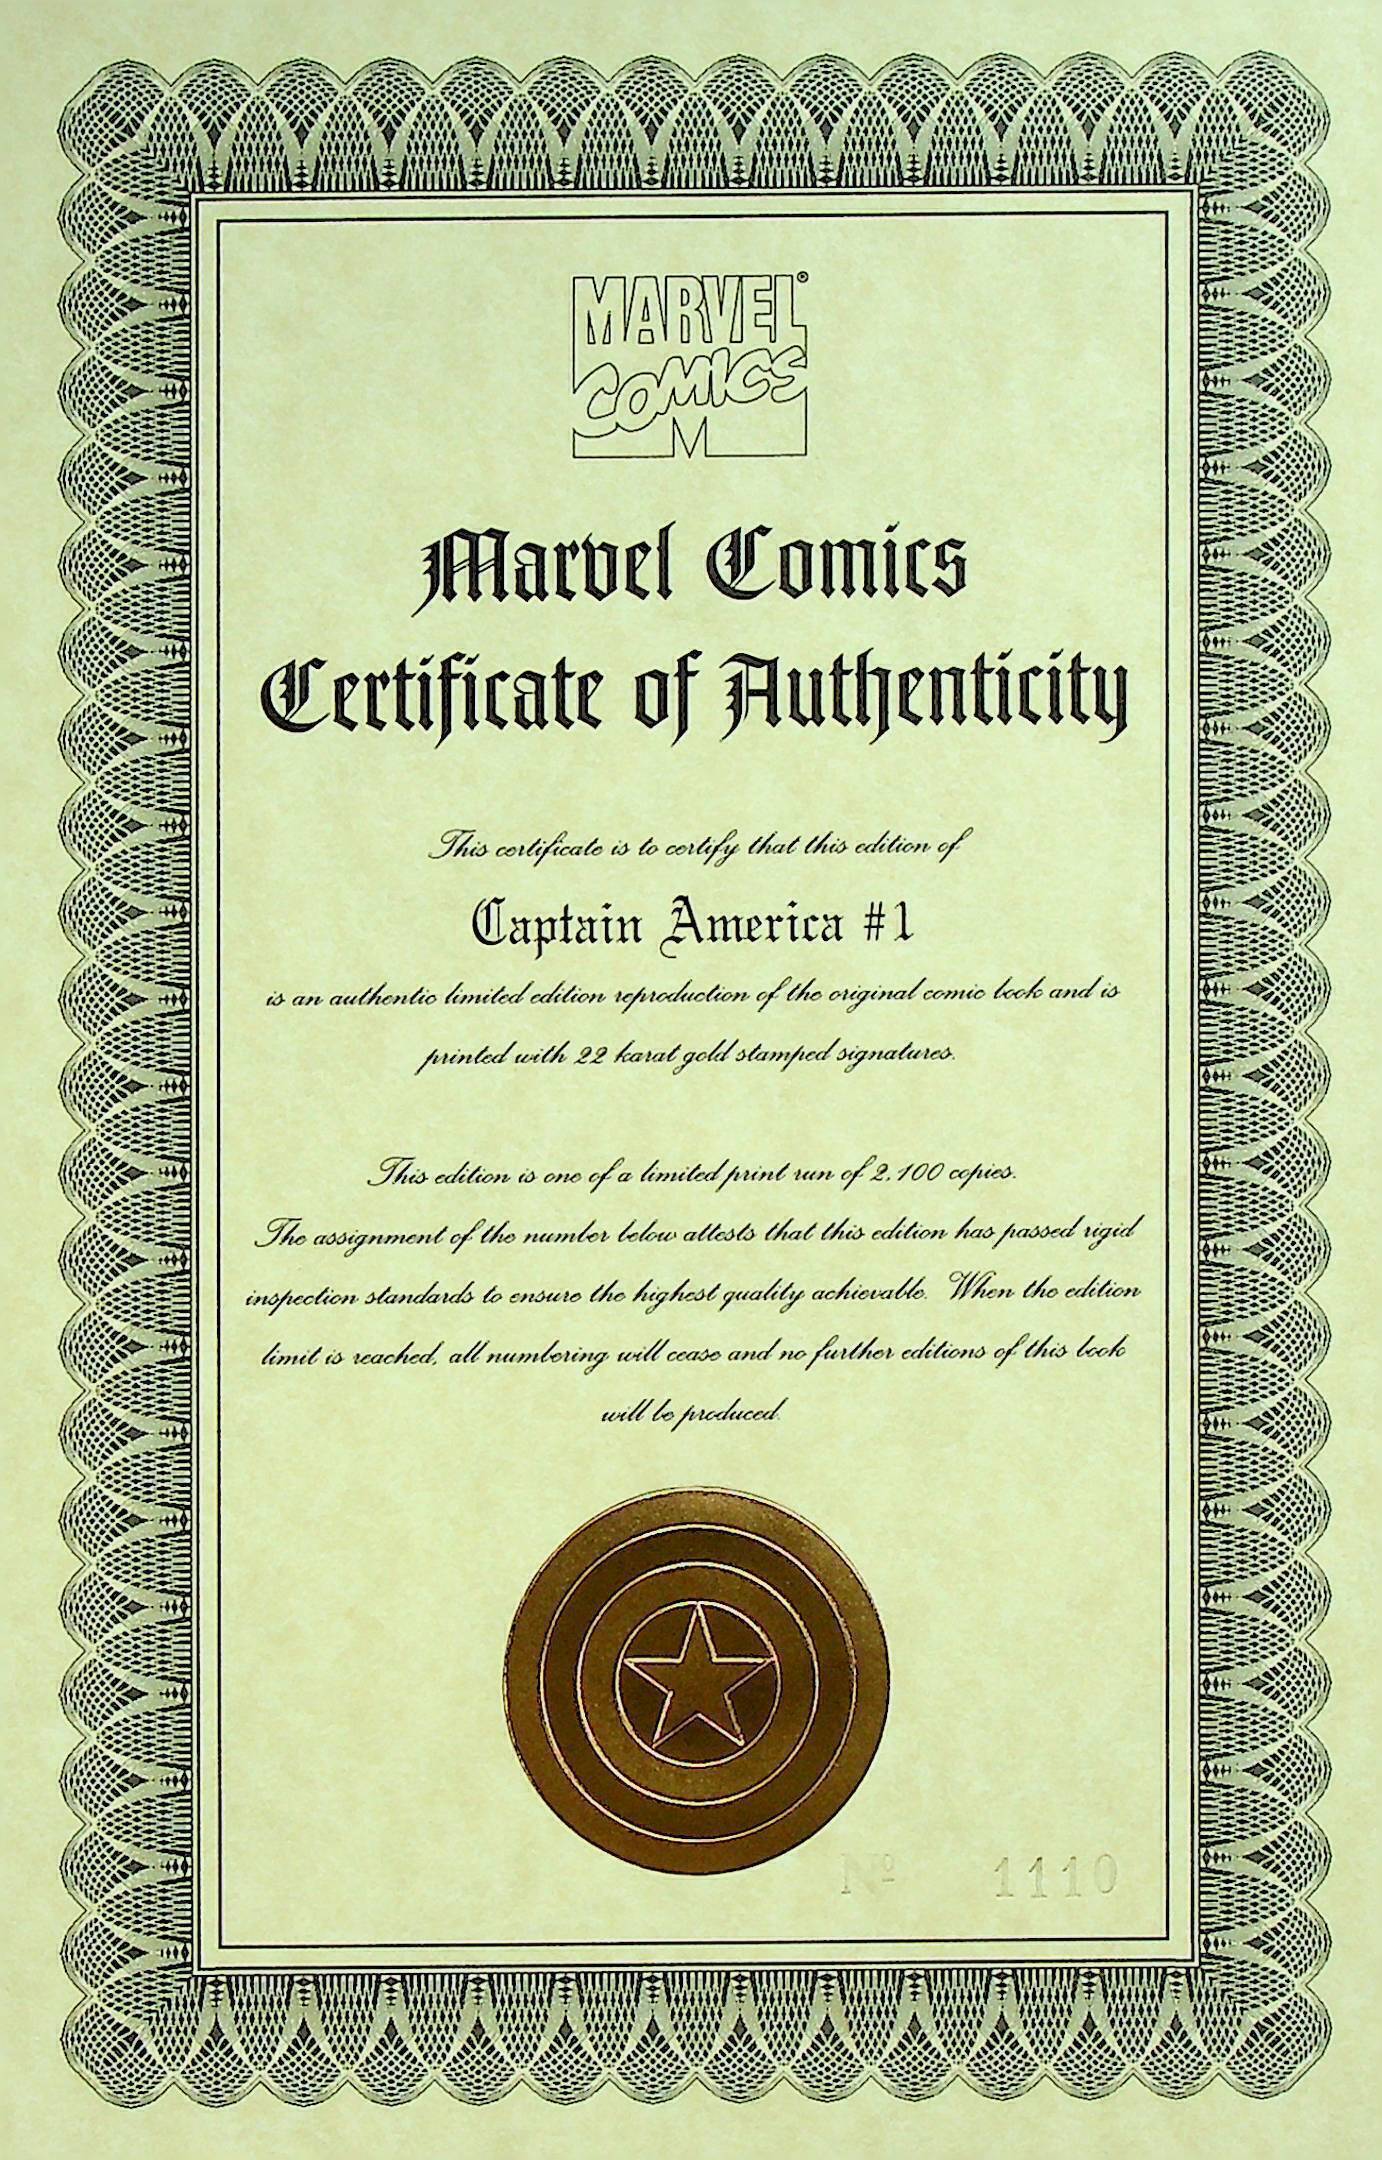 MARVEL®
COMICS
M
Marvel Comics
Certificate of Authenticity
This certificate is to certify that this edition of
Captain America #1
is an authentic limited edition reproduction of the original comic book and is
printed with 22 karat gold stamped signatures.
This edition is one of a limited print run of 2,100 copies.
The assignment of the number below attests that this edition has passed rigid
inspection standards to ensure the highest quality achievable. When the edition
limit is reached, all numbering will cease and no further editions of this book
will be produced.
Nº 1110